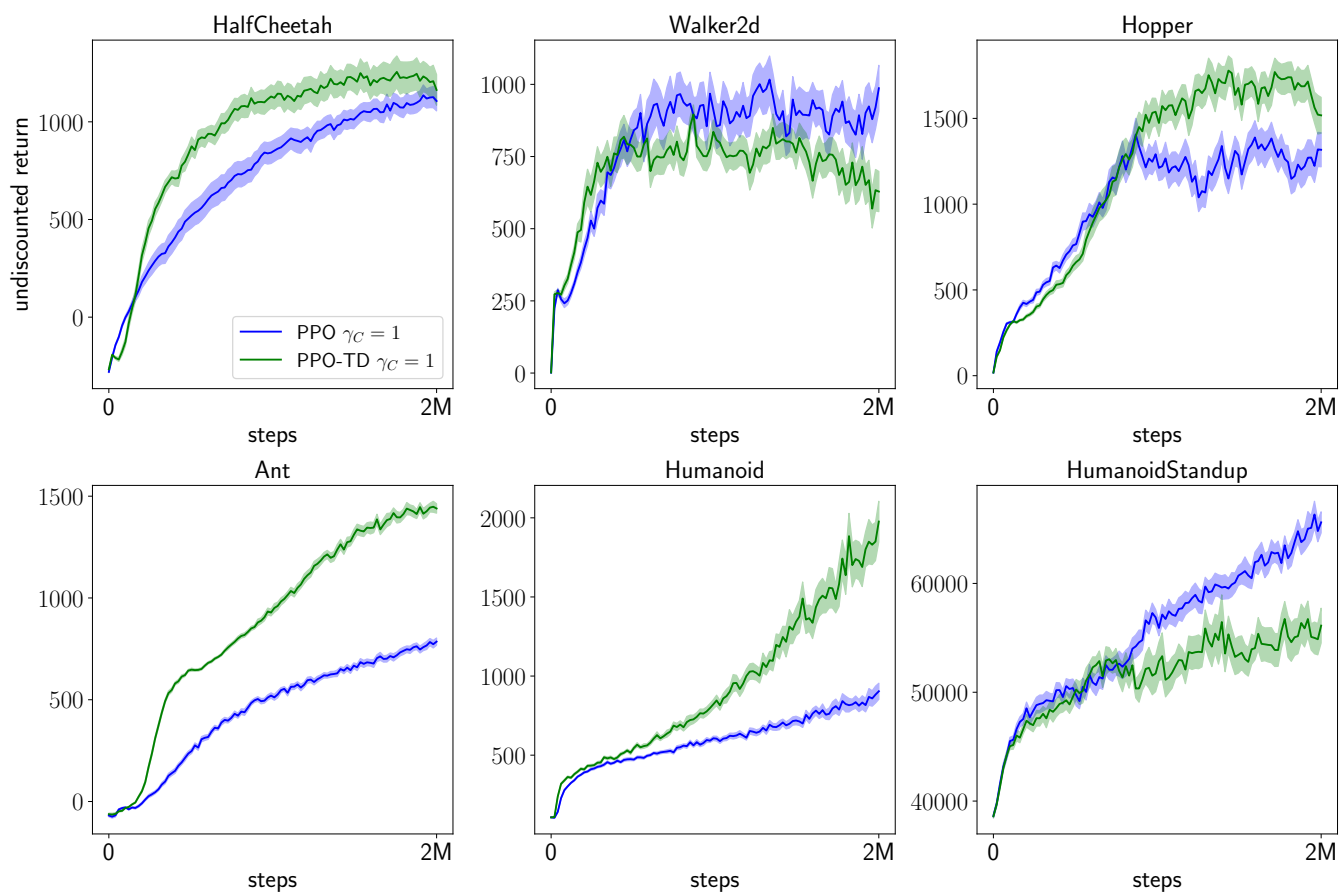 HalfCheetah
Walker2d
Hopper
undiscounted return
1000
500
0
PPO γ_C = 1
PPO-TD γ_C = 1
0
2M
steps
1000
750
500
250
0
0
2M
steps
1500
1000
500
0
0
2M
steps
Ant
Humanoid
HumanoidStandup
1500
1000
500
0
0
2M
steps
2000
1500
1000
500
0
2M
steps
60000
50000
40000
0
2M
steps